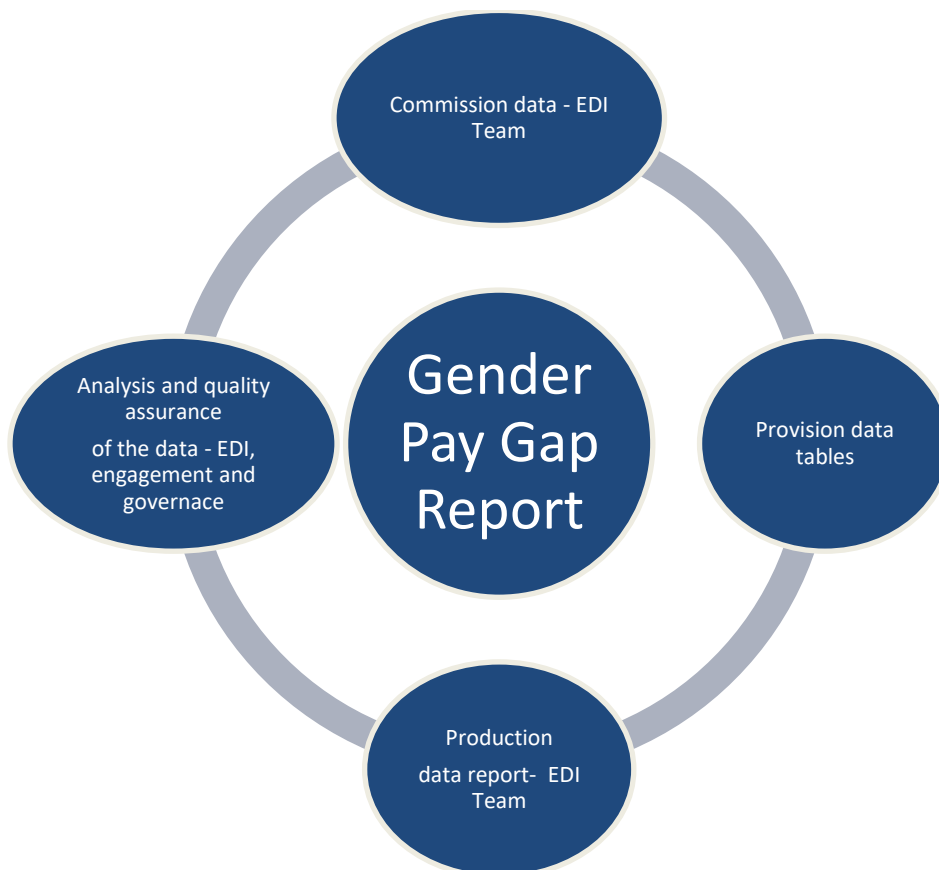 Commission data - EDI
Team
Gender
Pay Gap
Report
Analysis and quality
assurance
of the data - EDI,
engagement and
governace
Provision data
tables
Production
data report-  EDI
Team